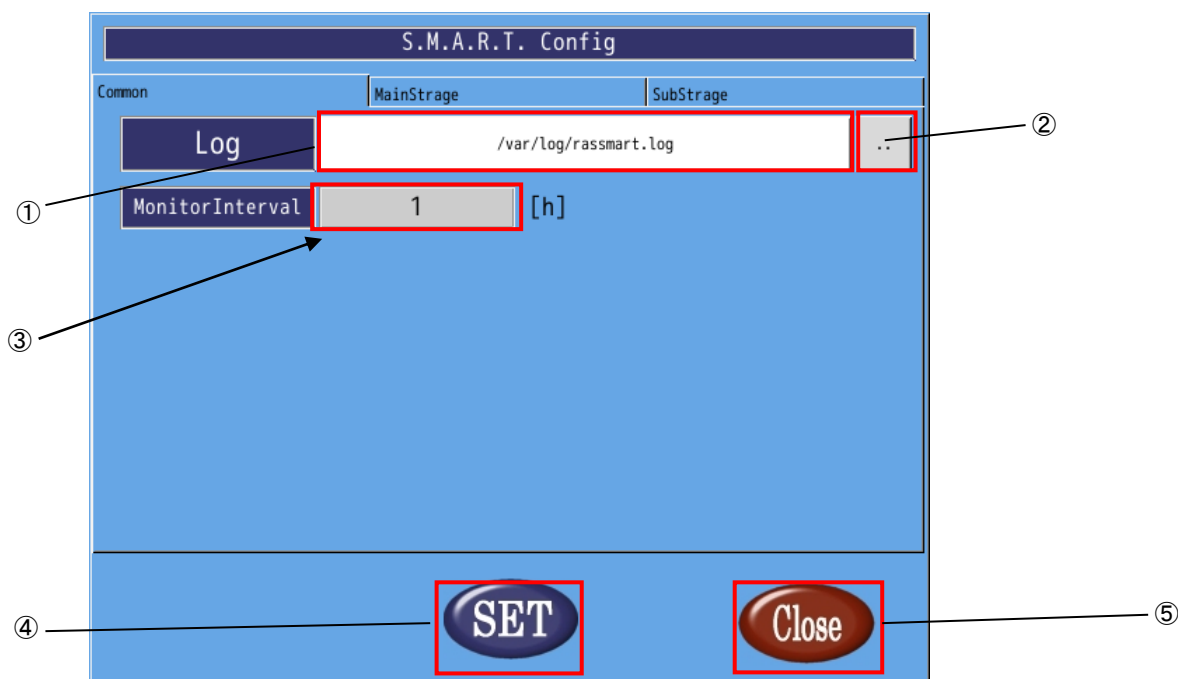 S.M.A.R.T. Config
Common MainStrage SubStrage
Log /var/log/rassmart.log ..
②
①
MonitorInterval 1 [h]
③
④ SET Close ⑤